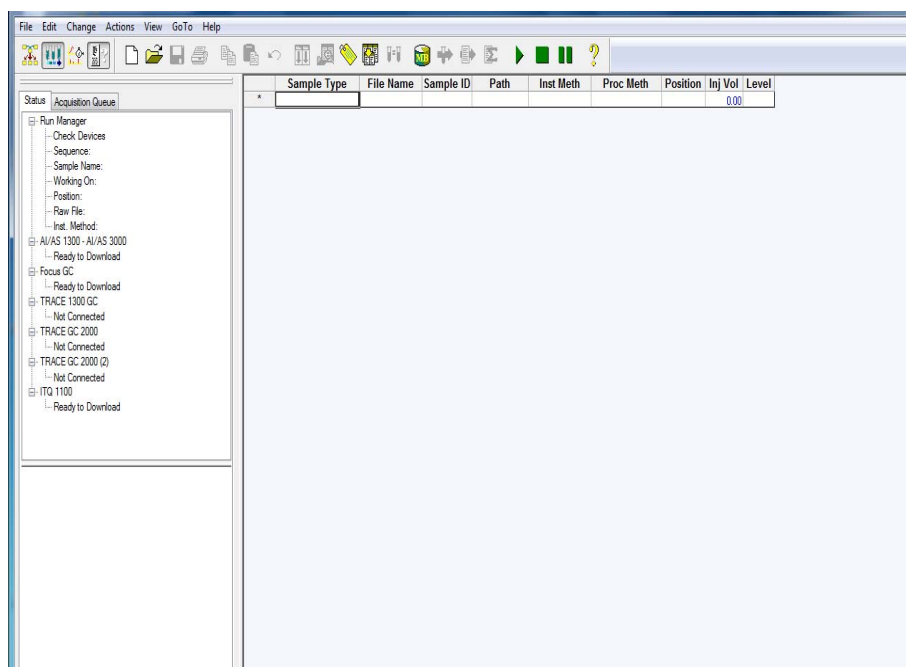 File Edit Change Actions View GoTo Help
MB
Status Acquisition Queue
Run Manager
Check Devices
Sequence:
Sample Name:
Working On:
Position:
Raw File:
Inst. Method:
AI/AS 1300 - AI/AS 3000
Ready to Download
Focus GC
Ready to Download
TRACE 1300 GC
Not Connected
TRACE GC 2000
Not Connected
TRACE GC 2000 (2)
Not Connected
ITQ 1100
Ready to Download
Sample Type File Name Sample ID Path Inst Meth Proc Meth Position Inj Vol Level
* 0.00